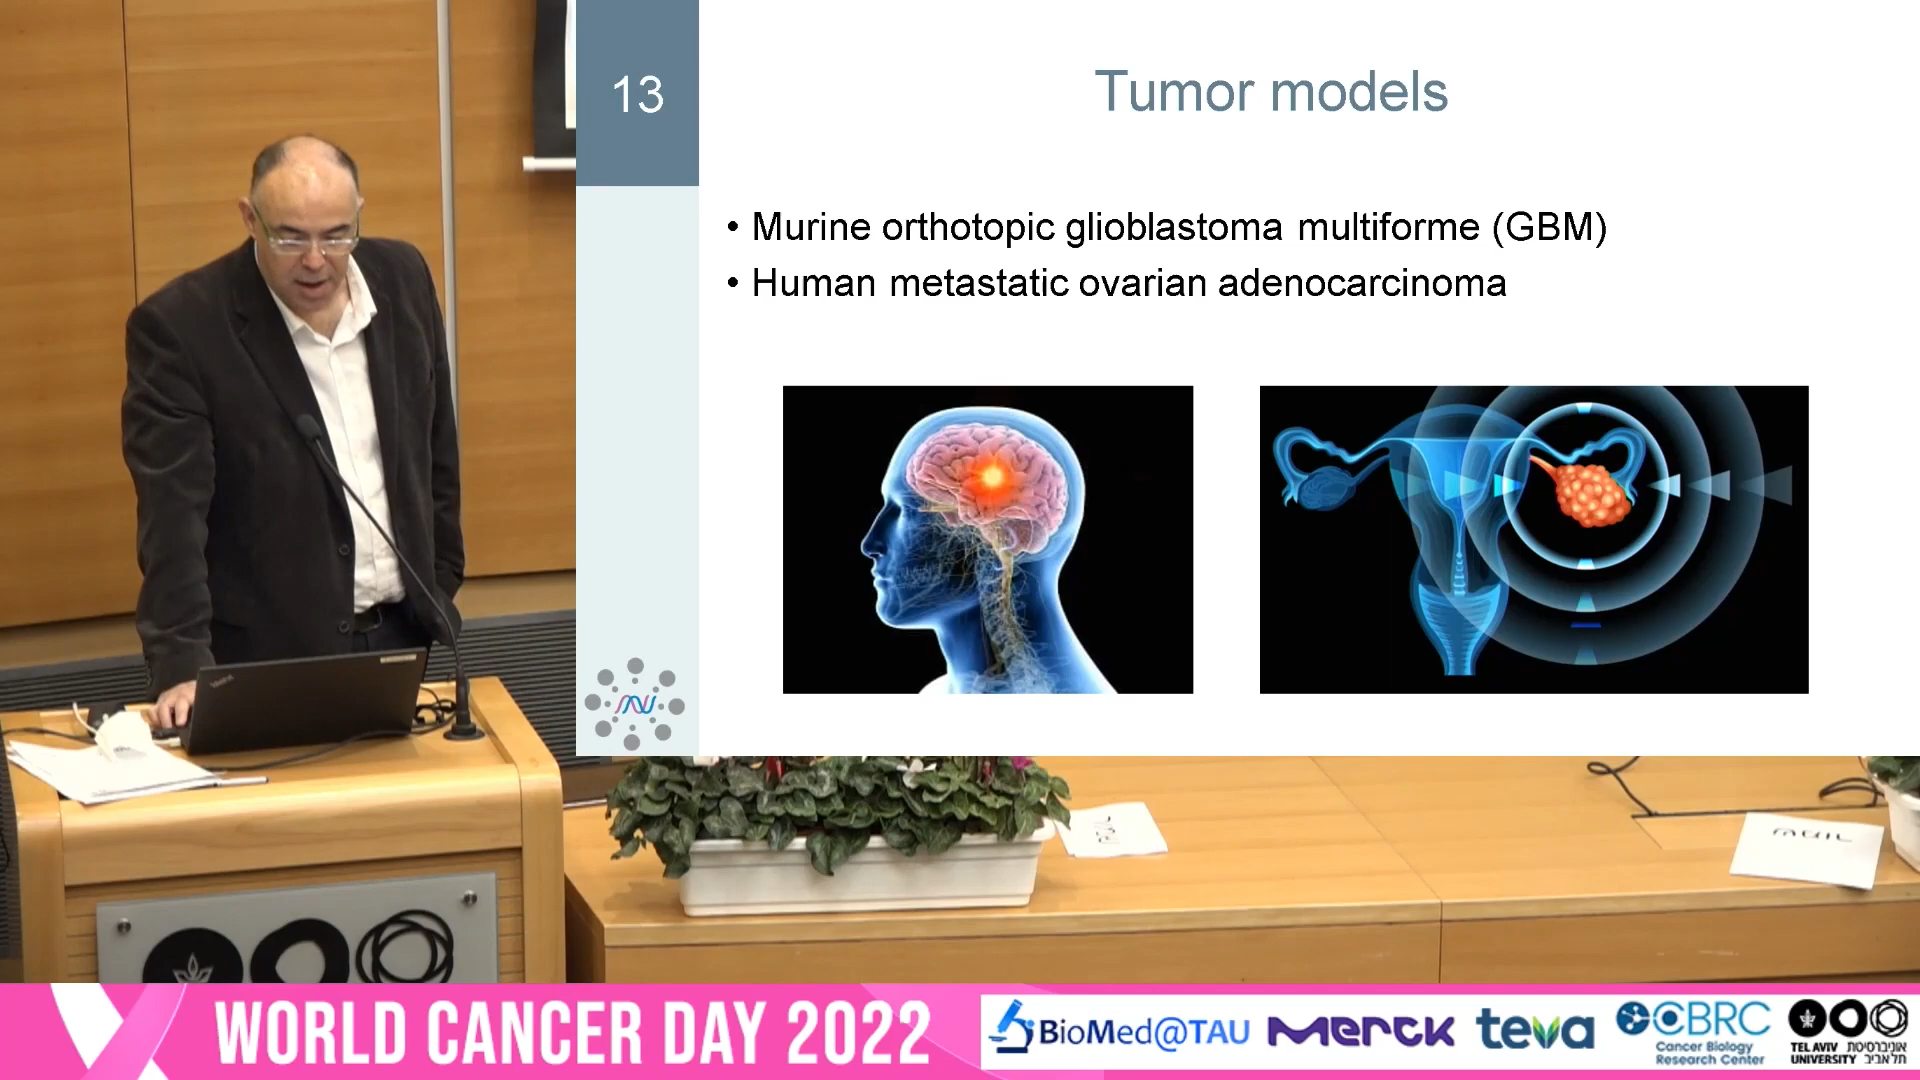 13
Tumor models
• Murine orthotopic glioblastoma multiforme (GBM)
• Human metastatic ovarian adenocarcinoma
WORLD CANCER DAY 2022
BioMed@TAU
MERCK
teva
CBRC
Cancer Biology
Research Center
TEL AVIV אוניברסיטת
UNIVERSITY תל אביב